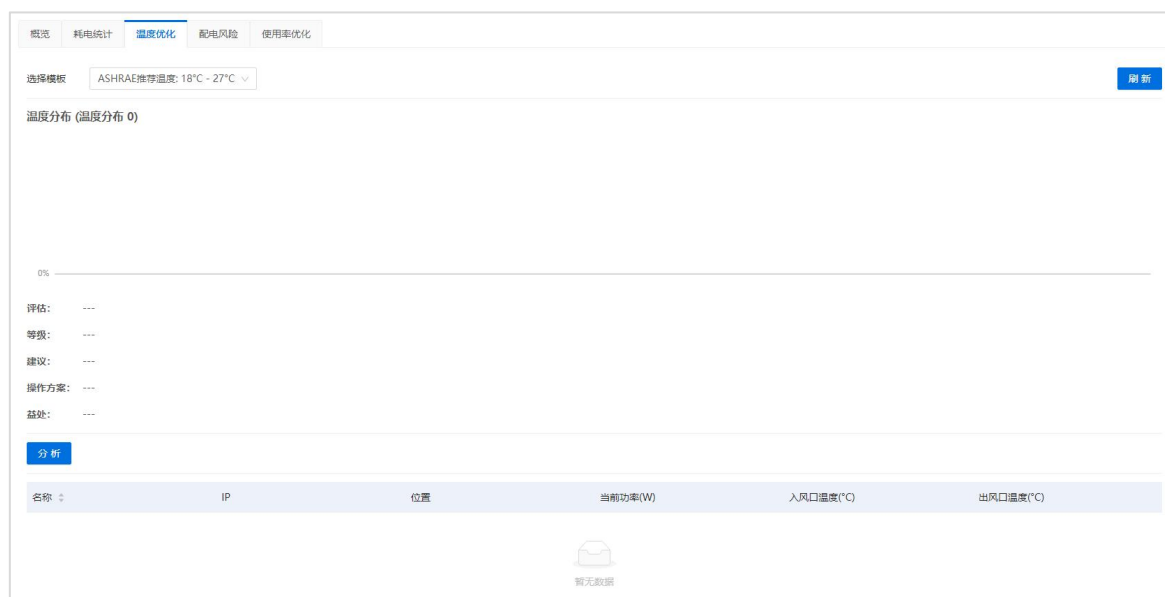 概览 耗电统计 温度优化 配电风险 使用率优化
选择模板 ASHRAE推荐温度: 18°C - 27°C 刷 新
温度分布 (温度分布 0)
0%
评估: ---
等级: ---
建议: ---
操作方案: ---
益处: ---
分 析
名称 IP 位置 当前功率(W) 入风口温度(°C) 出风口温度(°C)
暂无数据